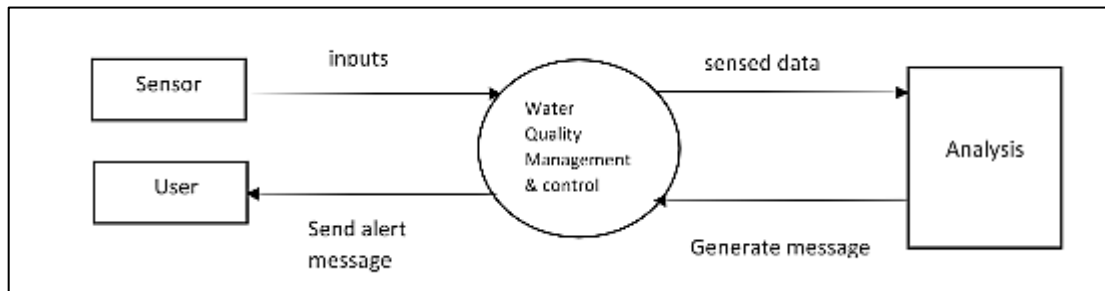 inouts
sensed data
Sensor
Water
Quality
Management
& control
Analysis
User
Send alert
message
Generate message